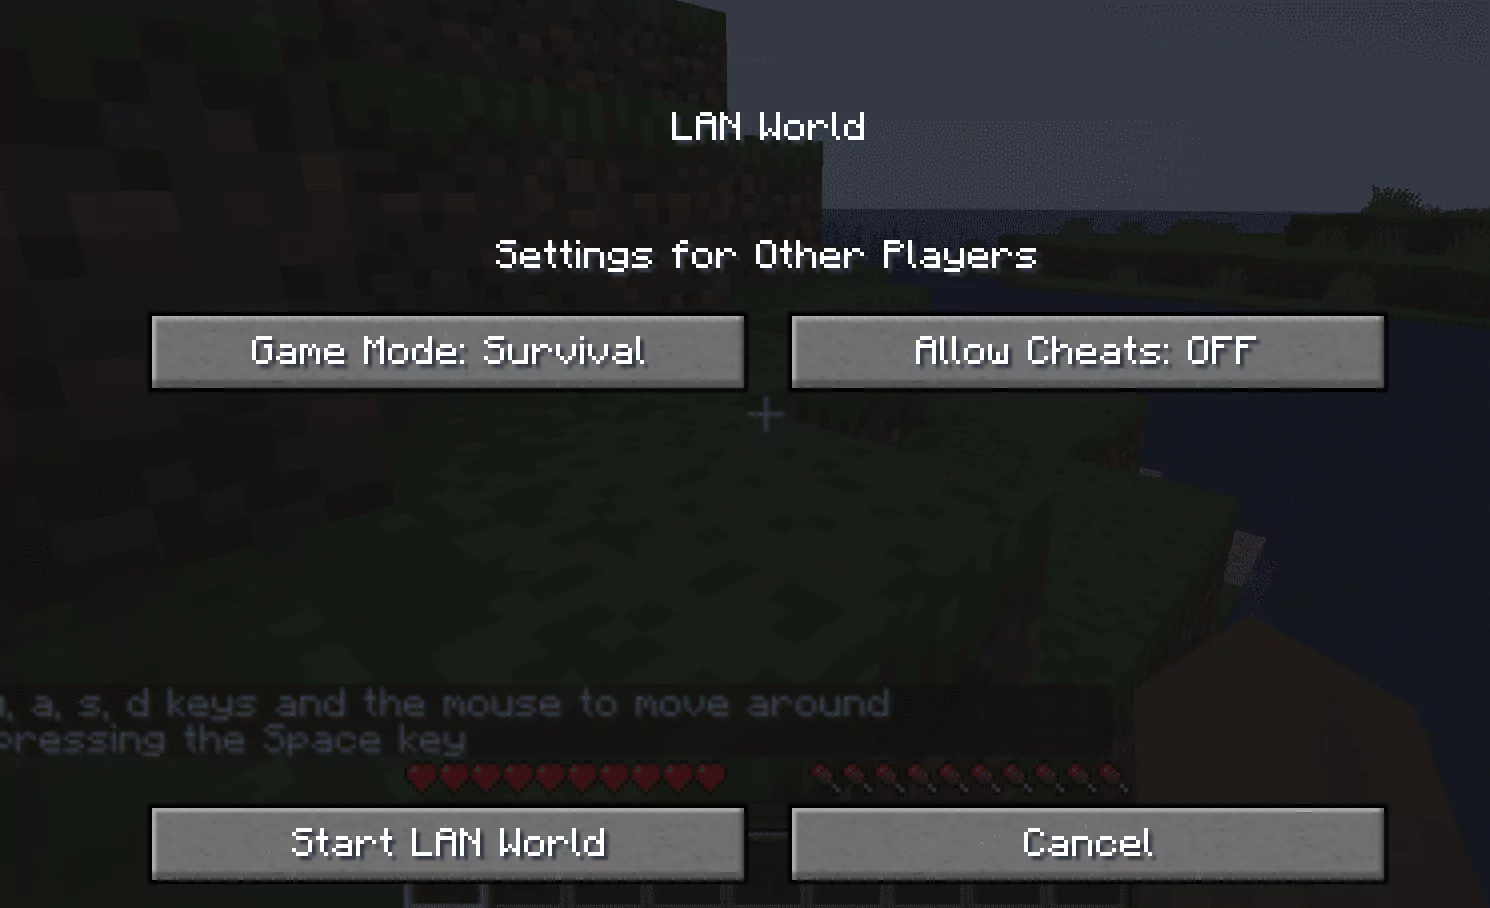 LAN World
Settings for Other Players
Game Mode: Survival
Allow Cheats: OFF
, a, s, d keys and the mouse to move around
pressing the Space key
Start LAN World
Cancel